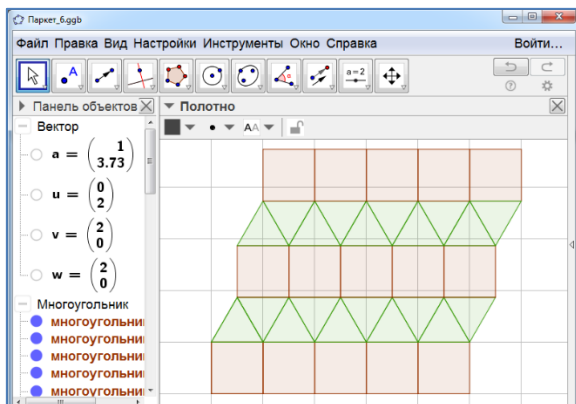 Паркет_6.ggb
Файл Правка Вид Настройки Инструменты Окно Справка Войти...
A α a=2
Панель объектов Полотно
Вектор AA
a = ( 1 3.73 )
u = ( 0 2 )
v = ( 2 0 )
w = ( 2 0 )
Многоугольник
многоугольни
многоугольни
многоугольни
многоугольни
многоугольни